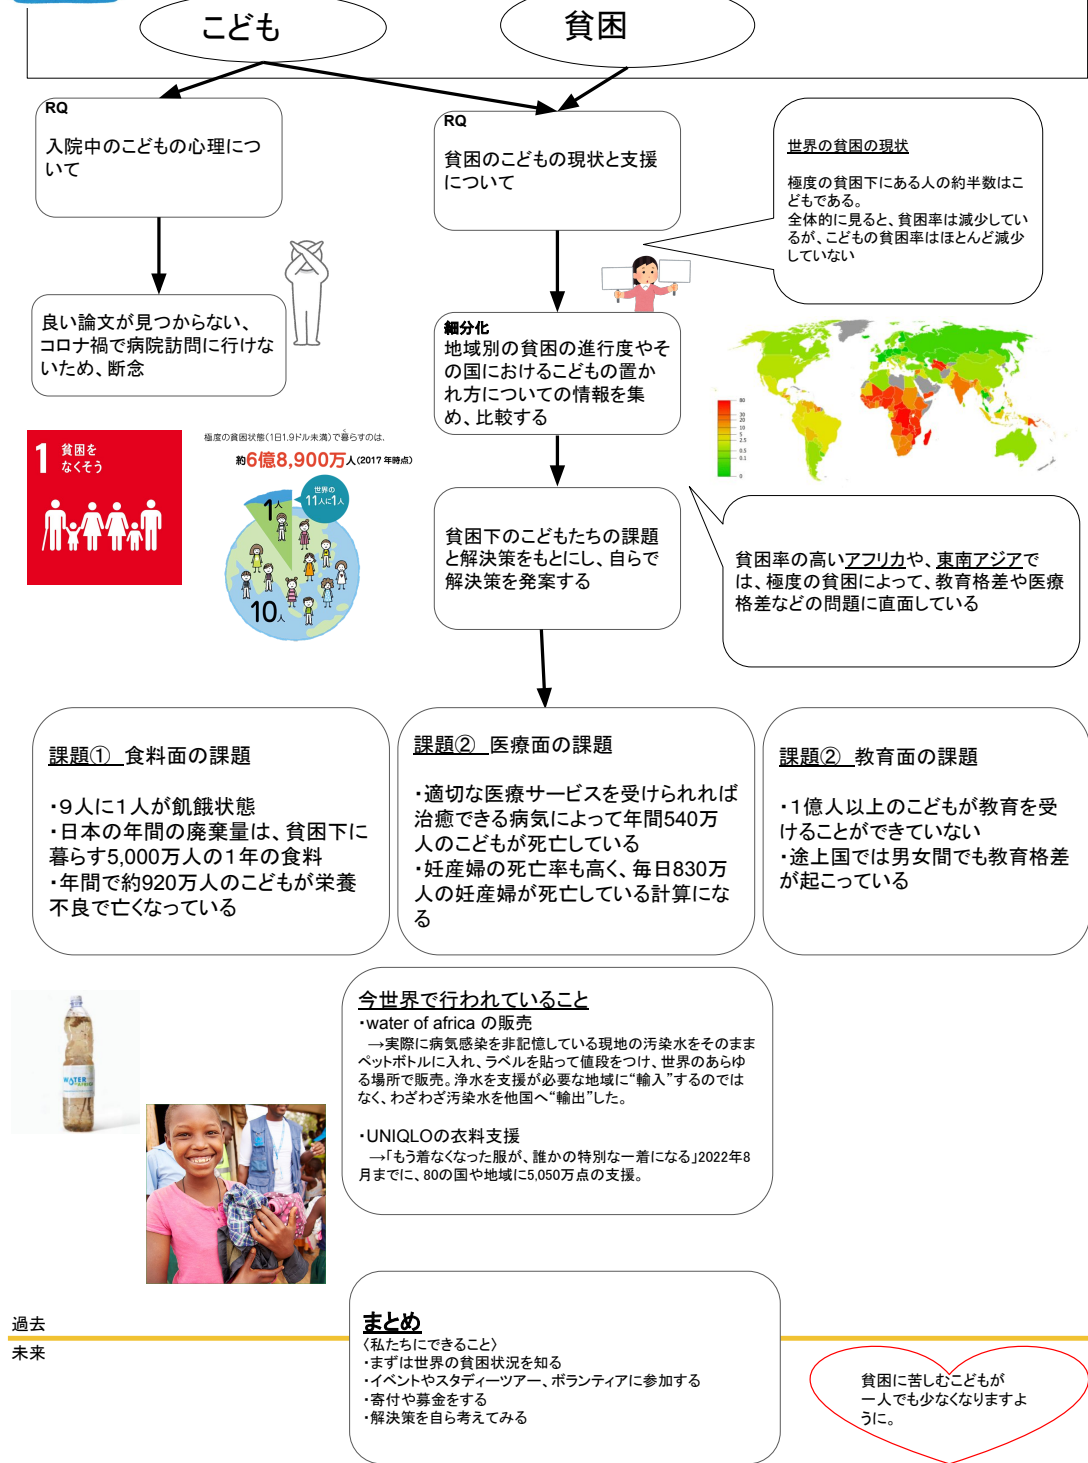 こども
貧困
RQ
入院中のこどもの心理につ
いて
RQ
貧困のこどもの現状と支援
について
世界の貧困の現状
極度の貧困下にある人の約半数はこ
どもである。
全体的に見ると、貧困率は減少してい
るが、こどもの貧困率はほとんど減少
していない
良い論文が見つからない、
コロナ禍で病院訪問に行けな
いため、断念
細分化
地域別の貧困の進行度やそ
の国におけるこどもの置か
れ方についての情報を集
め、比較する
80
30
20
10
5
2.5
0.5
0.1
0
1 貧困を
なくそう
極度の貧困状態(1日1.9ドル未満)で暮らすのは、
約6億8,900万人(2017年時点)
世界の
11人に1人
1人
10人
貧困下のこどもたちの課題
と解決策をもとにし、自らで
解決策を発案する
貧困率の高いアフリカや、東南アジアで
は、極度の貧困によって、教育格差や医療
格差などの問題に直面している
課題① 食料面の課題
・9人に1人が飢餓状態
・日本の年間の廃棄量は、貧困下に
暮らす5,000万人の1年の食料
・年間で約920万人のこどもが栄養
不良で亡くなっている
課題② 医療面の課題
・適切な医療サービスを受けられれば
治癒できる病気によって年間540万
人のこどもが死亡している
・妊産婦の死亡率も高く、毎日830万
人の妊産婦が死亡している計算にな
る
課題② 教育面の課題
・1億人以上のこどもが教育を受
けることができていない
・途上国では男女間でも教育格差
が起こっている
今世界で行われていること
・water of africa の販売
→実際に病気感染を非記憶している現地の汚染水をそのまま
ペットボトルに入れ、ラベルを貼って値段をつけ、世界のあらゆ
る場所で販売。浄水を支援が必要な地域に“輸入”するのでは
なく、わざわざ汚染水を他国へ“輸出”した。
・UNIQLOの衣料支援
→「もう着なくなった服が、誰かの特別な一着になる」2022年8
月までに、80の国や地域に5,050万点の支援。
WATER
AFRICA
過去
未来
まとめ
〈私たちにできること〉
・まずは世界の貧困状況を知る
・イベントやスタディーツアー、ボランティアに参加する
・寄付や募金をする
・解決策を自ら考えてみる
貧困に苦しむこどもが
一人でも少なくなりますよ
うに。